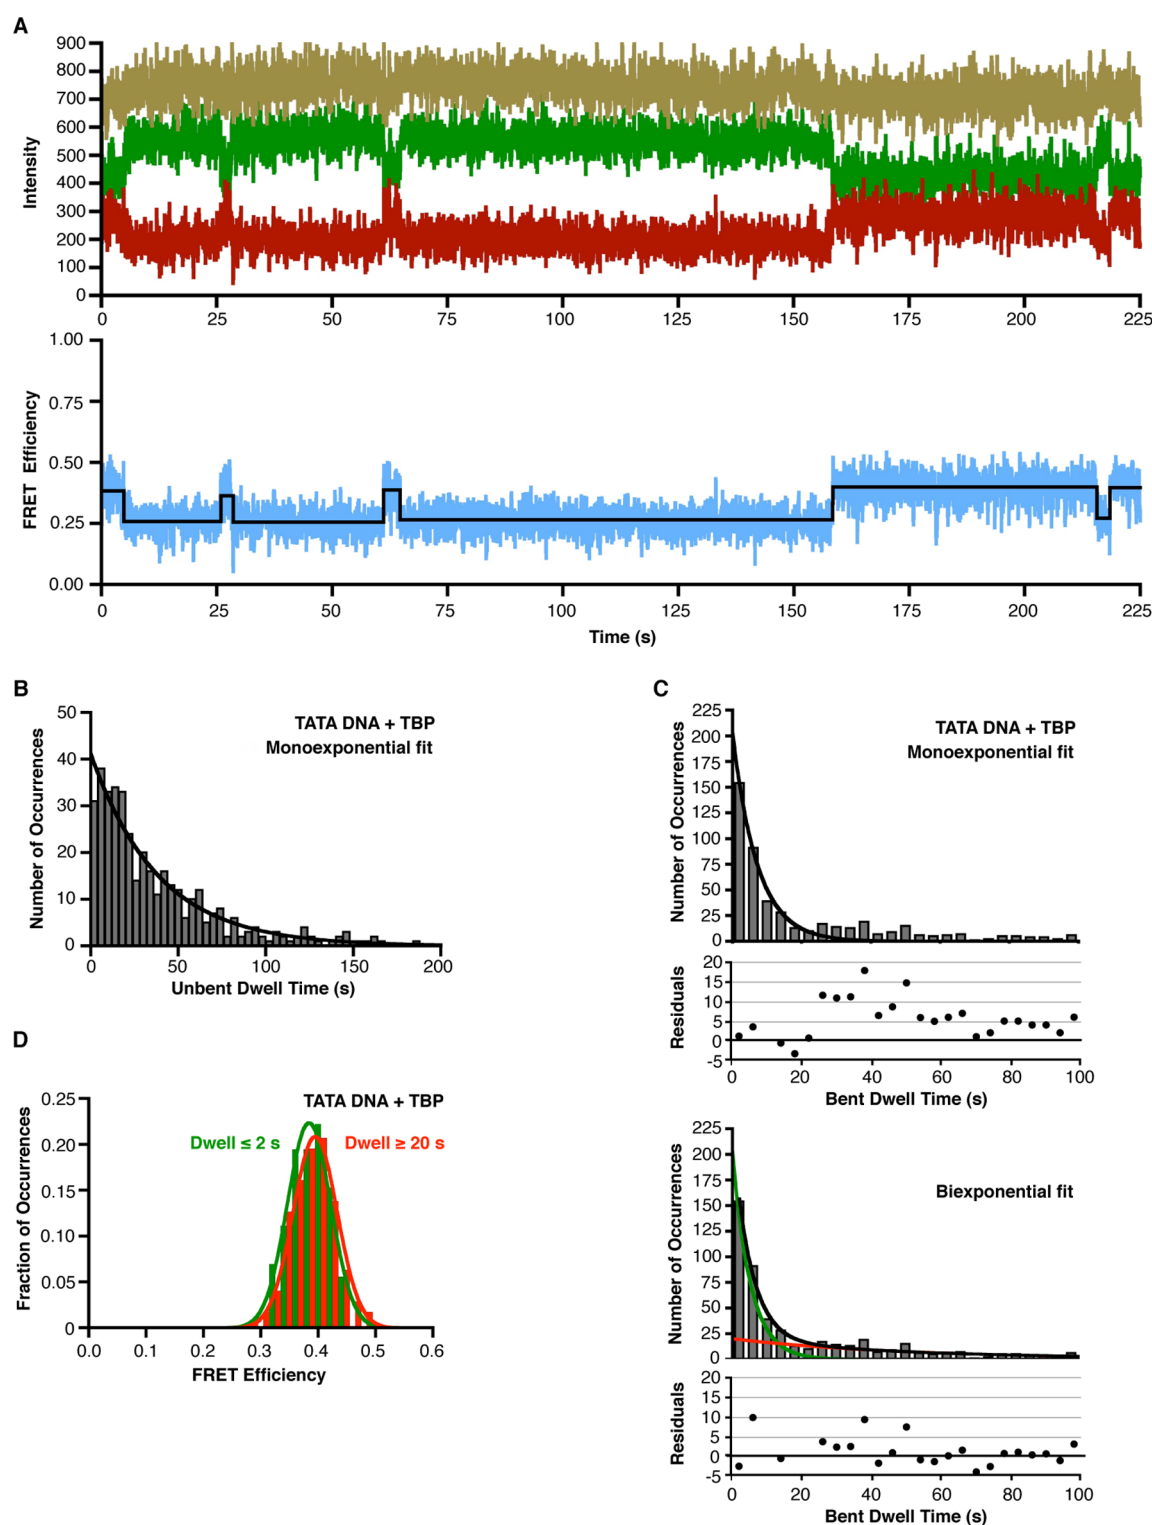 A
900
800
700
600
500
400
300
200
100
0
Intensity
0 25 50 75 100 125 150 175 200 225
1.00
0.75
0.50
0.25
0.00
FRET Efficiency
0 25 50 75 100 125 150 175 200 225
Time (s)
B
50
40
30
20
10
0
Number of Occurrences
TATA DNA + TBP
Monoexponential fit
0 50 100 150 200
Unbent Dwell Time (s)
C
225
200
175
150
125
100
75
50
25
0
Number of Occurrences
TATA DNA + TBP
Monoexponential fit
20
15
10
5
0
-5
Residuals
0 20 40 60 80 100
Bent Dwell Time (s)
225
200
175
150
125
100
75
50
25
0
Number of Occurrences
Biexponential fit
20
15
10
5
0
-5
Residuals
0 20 40 60 80 100
Bent Dwell Time (s)
D
0.25
0.20
0.15
0.10
0.05
0
Fraction of Occurrences
TATA DNA + TBP
Dwell ≤ 2 s
Dwell ≥ 20 s
0.0 0.1 0.2 0.3 0.4 0.5 0.6
FRET Efficiency